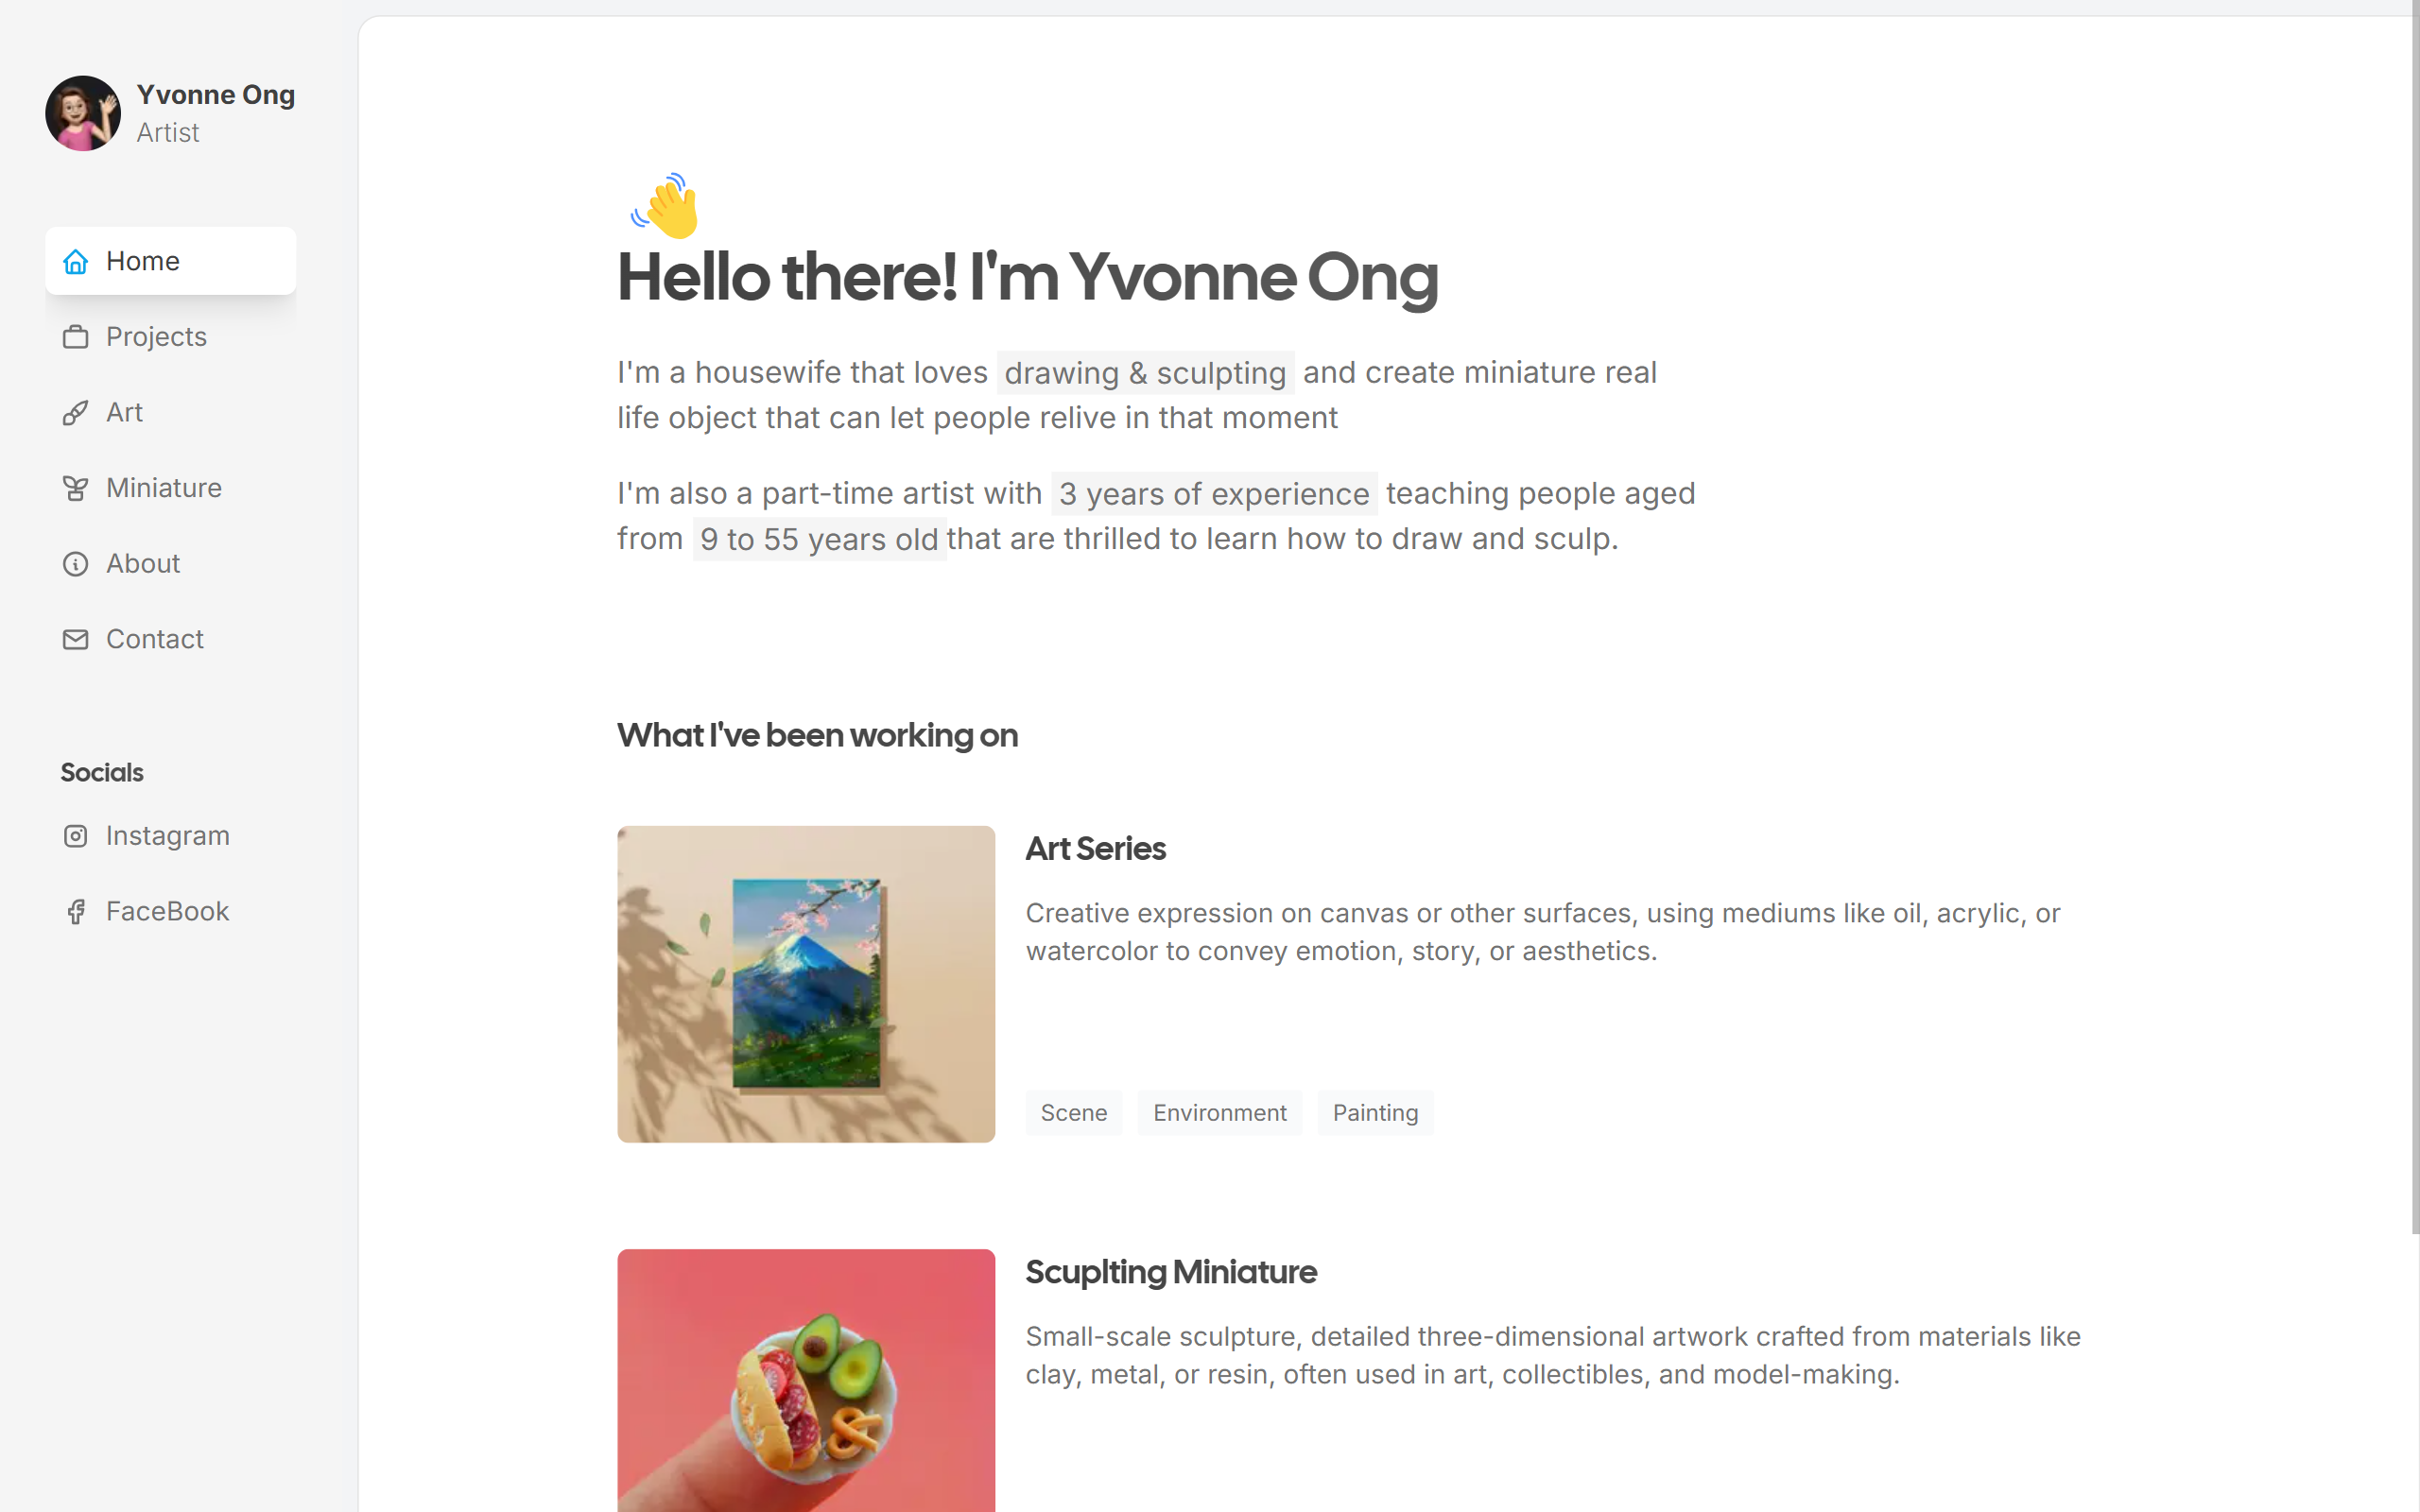 Yvonne Ong
Artist
Home
Projects
Art
Miniature
About
Contact
Socials
Instagram
FaceBook
Hello there! I'm Yvonne Ong
I'm a housewife that loves drawing & sculpting and create miniature real
life object that can let people relive in that moment
I'm also a part-time artist with 3 years of experience teaching people aged
from 9 to 55 years old that are thrilled to learn how to draw and sculp.
What I've been working on
Art Series
Creative expression on canvas or other surfaces, using mediums like oil, acrylic, or
watercolor to convey emotion, story, or aesthetics.
Scene Environment Painting
Scuplting Miniature
Small-scale sculpture, detailed three-dimensional artwork crafted from materials like
clay, metal, or resin, often used in art, collectibles, and model-making.